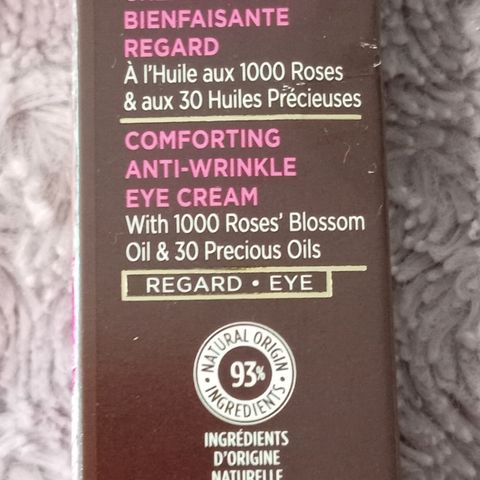 BIENFAISANTE
REGARD
À l'Huile aux 1000 Roses
& aux 30 Huiles Précieuses
COMFORTING
ANTI-WRINKLE
EYE CREAM
With 1000 Roses' Blossom
Oil & 30 Precious Oils
REGARD • EYE
• NATURAL ORIGIN •
93%
INGREDIENTS
INGRÉDIENTS
D'ORIGINE
NATURELLE